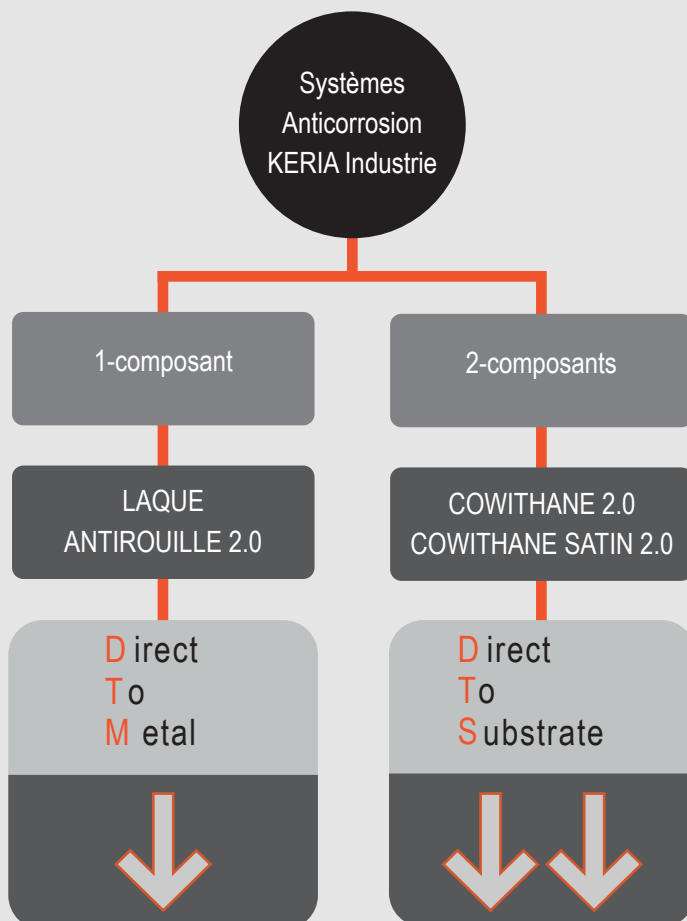 Systèmes
Anticorrosion
KERIA Industrie
1-composant
2-composants
LAQUE
ANTIROUILLE 2.0
COWITHANE 2.0
COWITHANE SATIN 2.0
Direct
To
Metal
Direct
To
Substrate